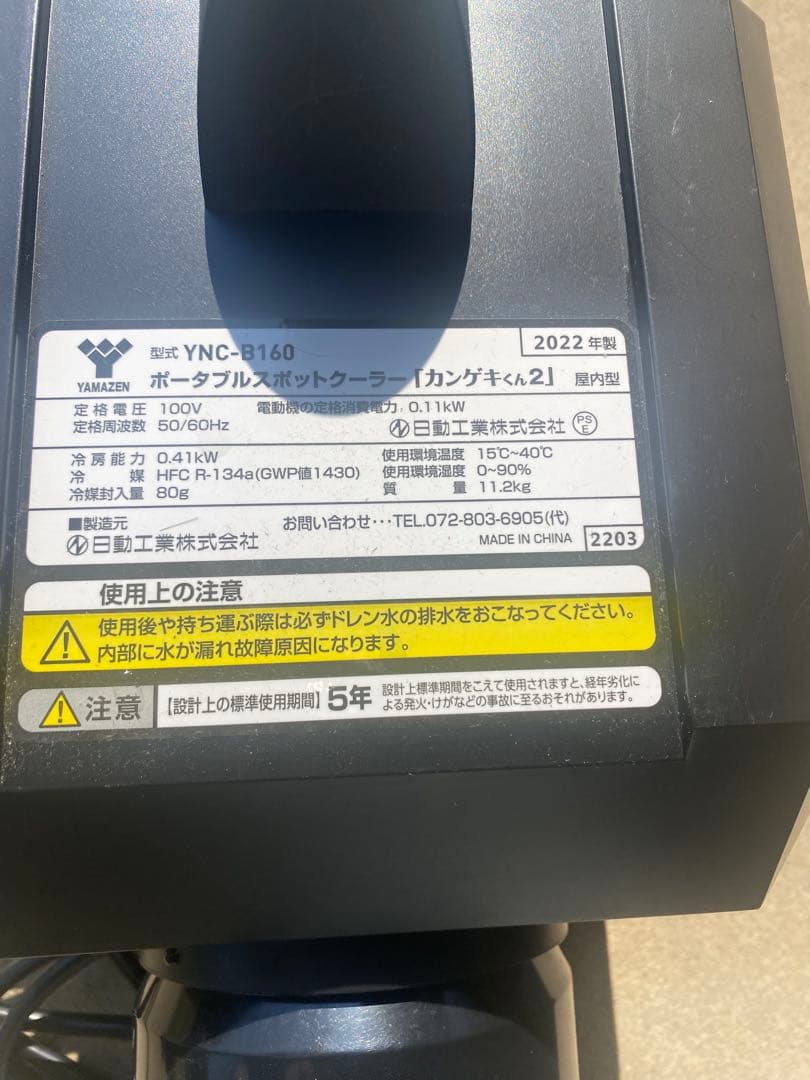 YAMAZEN
型式 YNC-B160
2022年製
ポータブルスポットクーラー「カンゲキくん2」 屋内型
定格電圧 100V 電動機の定格消費電力 0.11kW
定格周波数 50/60Hz
日動工業株式会社 PSE
冷房能力 0.41kW 使用環境温度 15℃~40℃
冷媒 HFC R-134a(GWP値1430) 使用環境湿度 0~90%
冷媒封入量 80g 質量 11.2kg
■製造元 お問い合わせ・・・TEL.072-803-6905(代)
日動工業株式会社 MADE IN CHINA 2203
使用上の注意
使用後や持ち運ぶ際は必ずドレン水の排水をおこなってください。
内部に水が漏れ故障原因になります。
注意 【設計上の標準使用期間】5年
設計上標準期間をこえて使用されますと、経年劣化に
よる発火・けがなどの事故に至るおそれがあります。